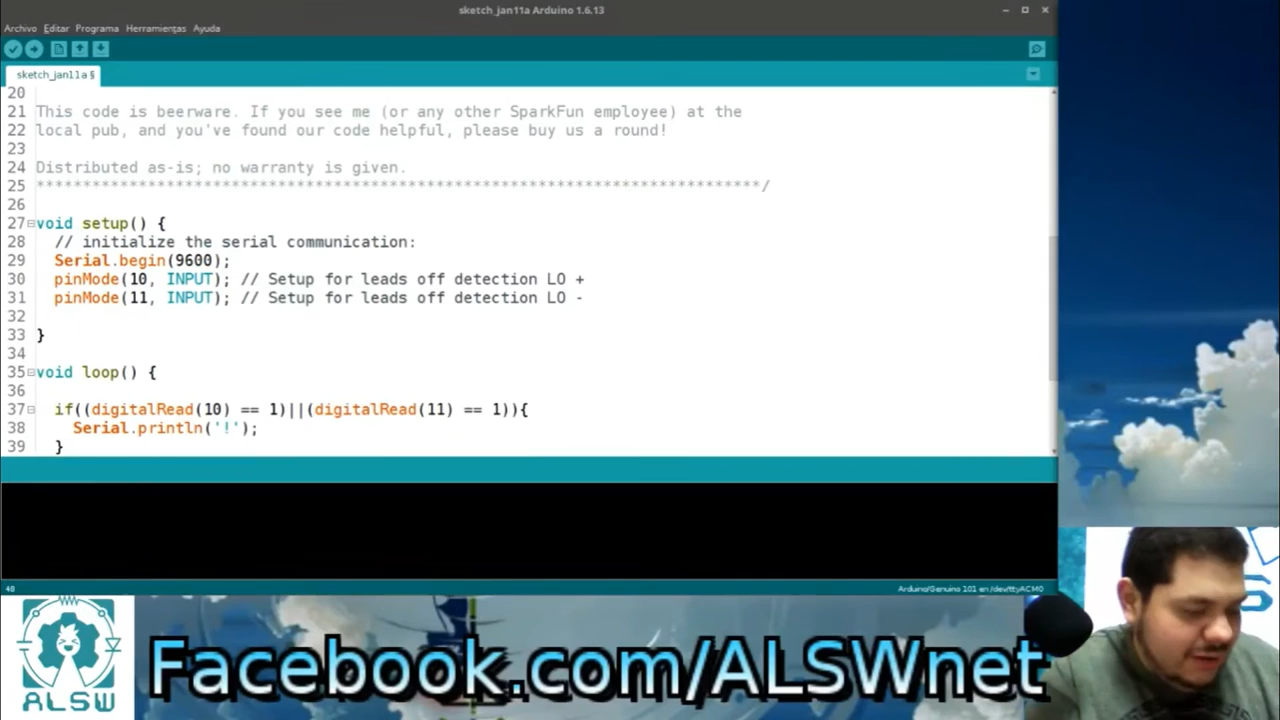 sketch_jan11a Arduino 1.6.13
Archivo Editar Programa Herramientas Ayuda
sketch_jan11a §
20
21 This code is beerware. If you see me (or any other SparkFun employee) at the
22 local pub, and you've found our code helpful, please buy us a round!
23
24 Distributed as-is; no warranty is given.
25 ******************************************************************************/
26
27 void setup() {
28 // initialize the serial communication:
29 Serial.begin(9600);
30 pinMode(10, INPUT); // Setup for leads off detection LO +
31 pinMode(11, INPUT); // Setup for leads off detection LO -
32
33 }
34
35 void loop() {
36
37 if((digitalRead(10) == 1)||(digitalRead(11) == 1)){
38 Serial.println('!');
39 }
48
Arduino/Genuino 101 en /dev/ttyACM0
ALSW
Facebook.com/ALSWnet